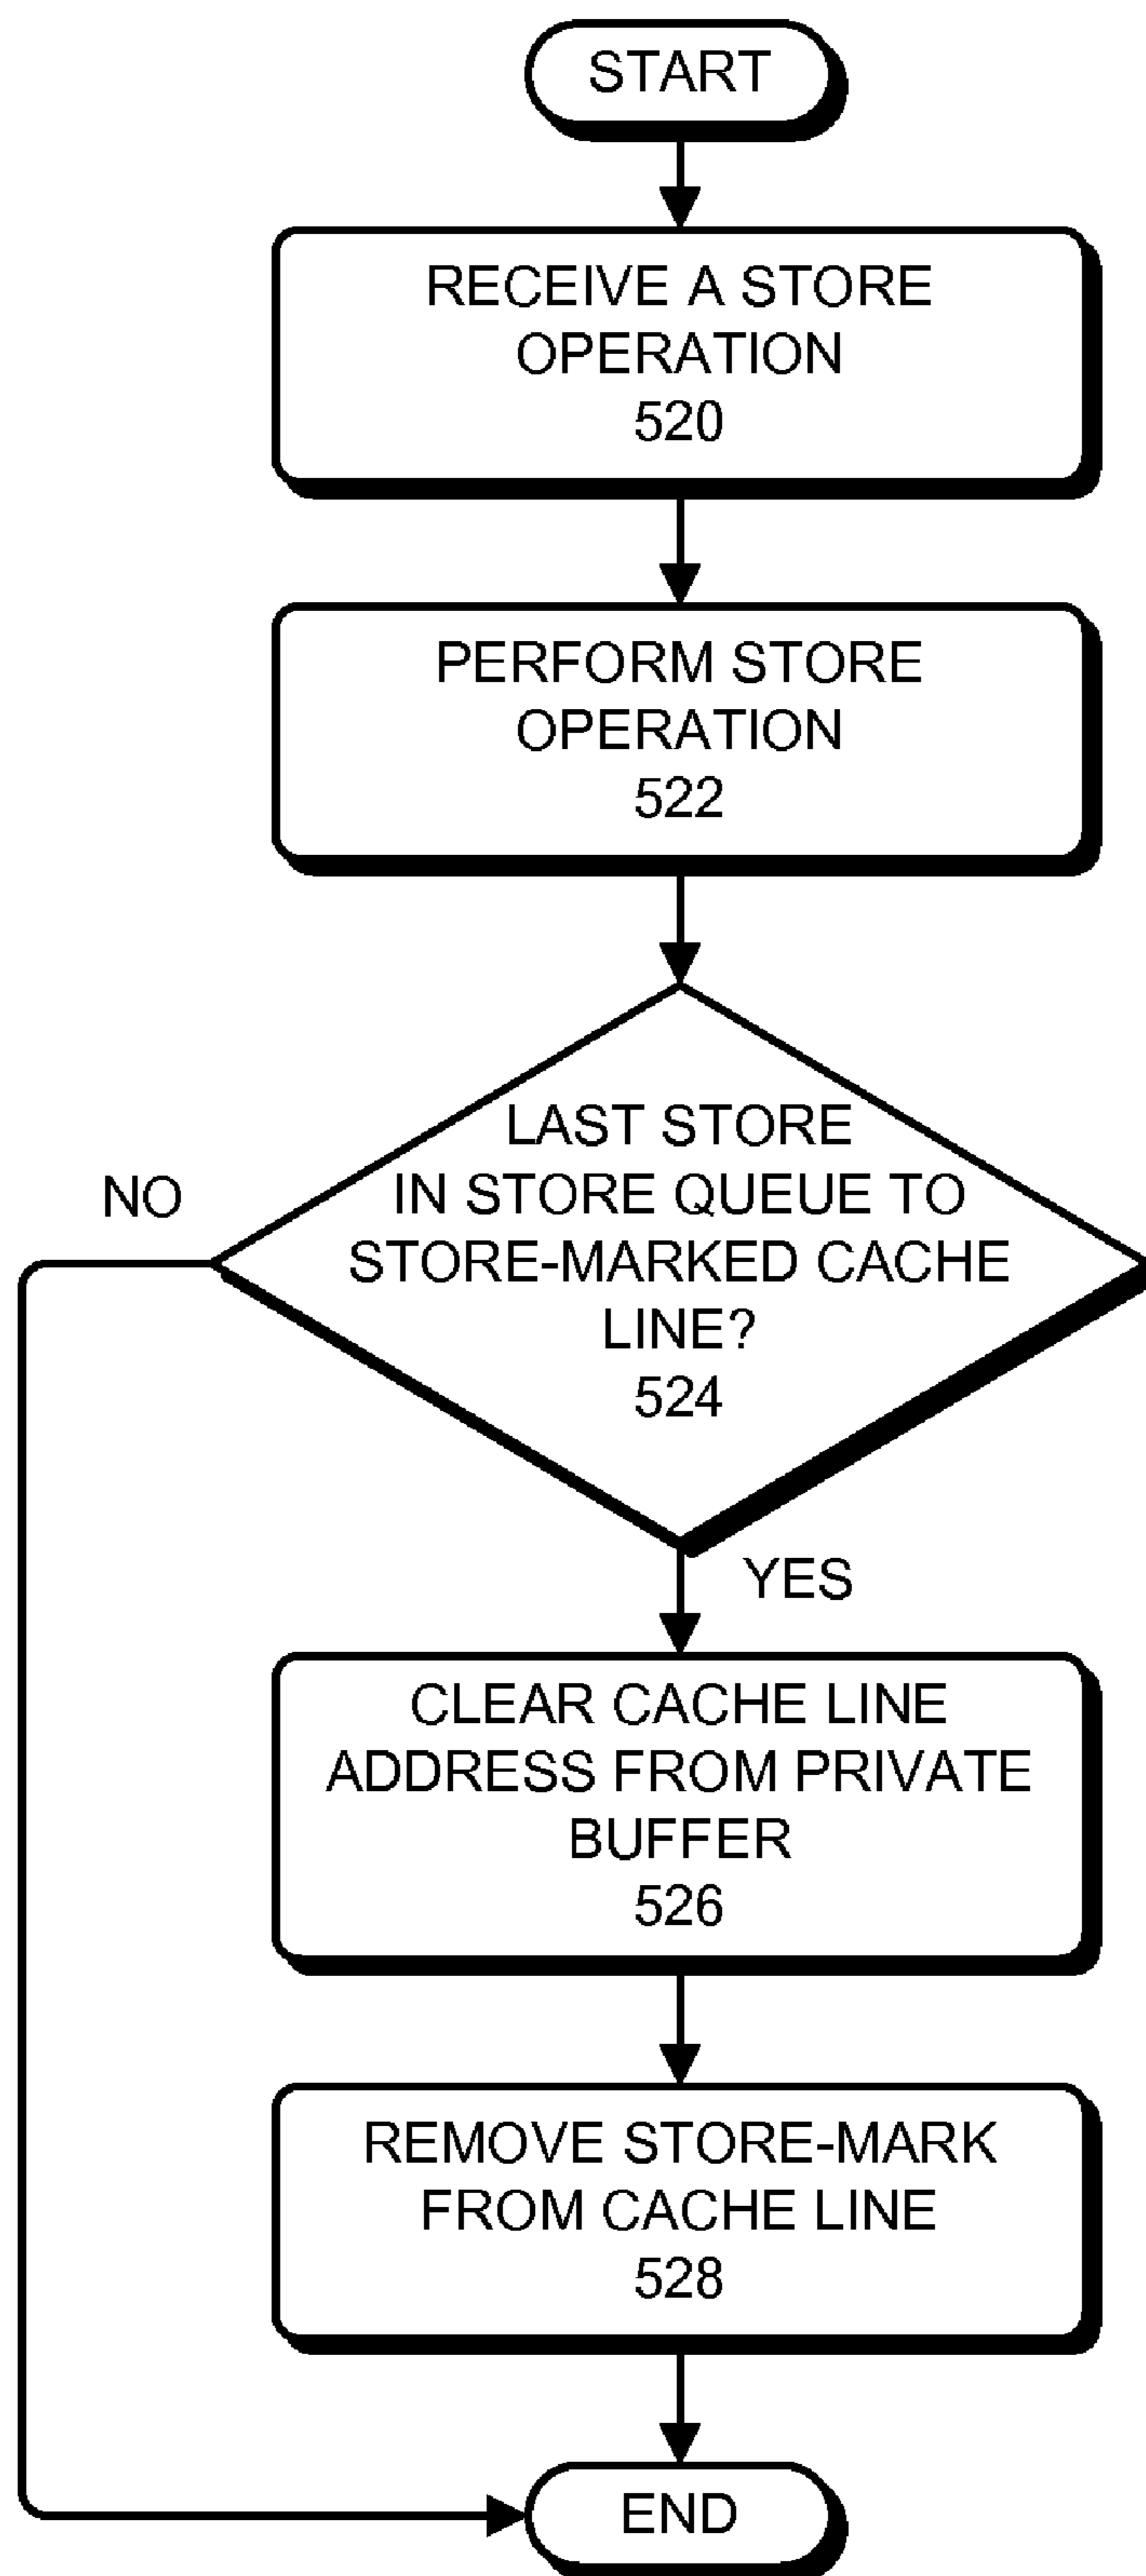 START
RECEIVE A STORE
OPERATION
520
PERFORM STORE
OPERATION
522
LAST STORE
IN STORE QUEUE TO
STORE-MARKED CACHE
LINE?
524
NO
YES
CLEAR CACHE LINE
ADDRESS FROM PRIVATE
BUFFER
526
REMOVE STORE-MARK
FROM CACHE LINE
528
END